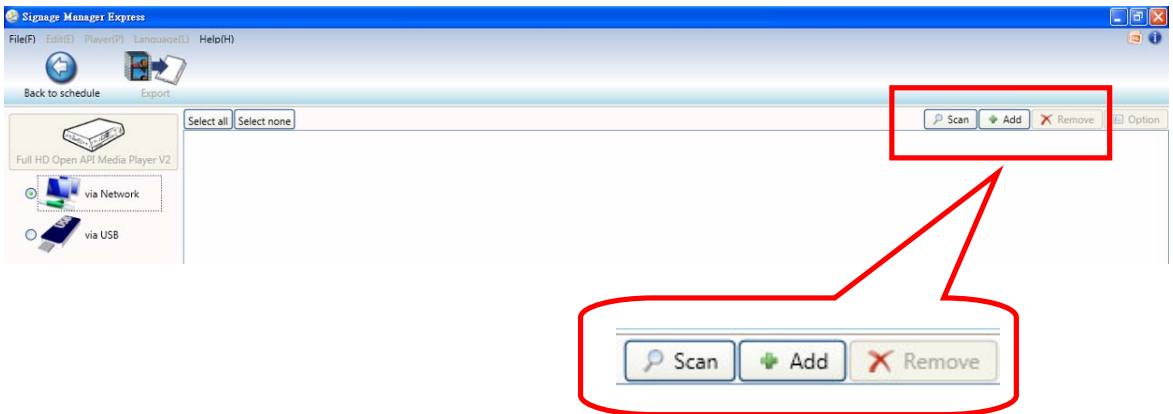 Signage Manager Express
File(F) Edit(E) Player(P) Language(L) Help(H)
Back to schedule Export
Select all Select none Scan Add Remove Option
Full HD Open API Media Player V2
via Network
via USB
Scan Add Remove